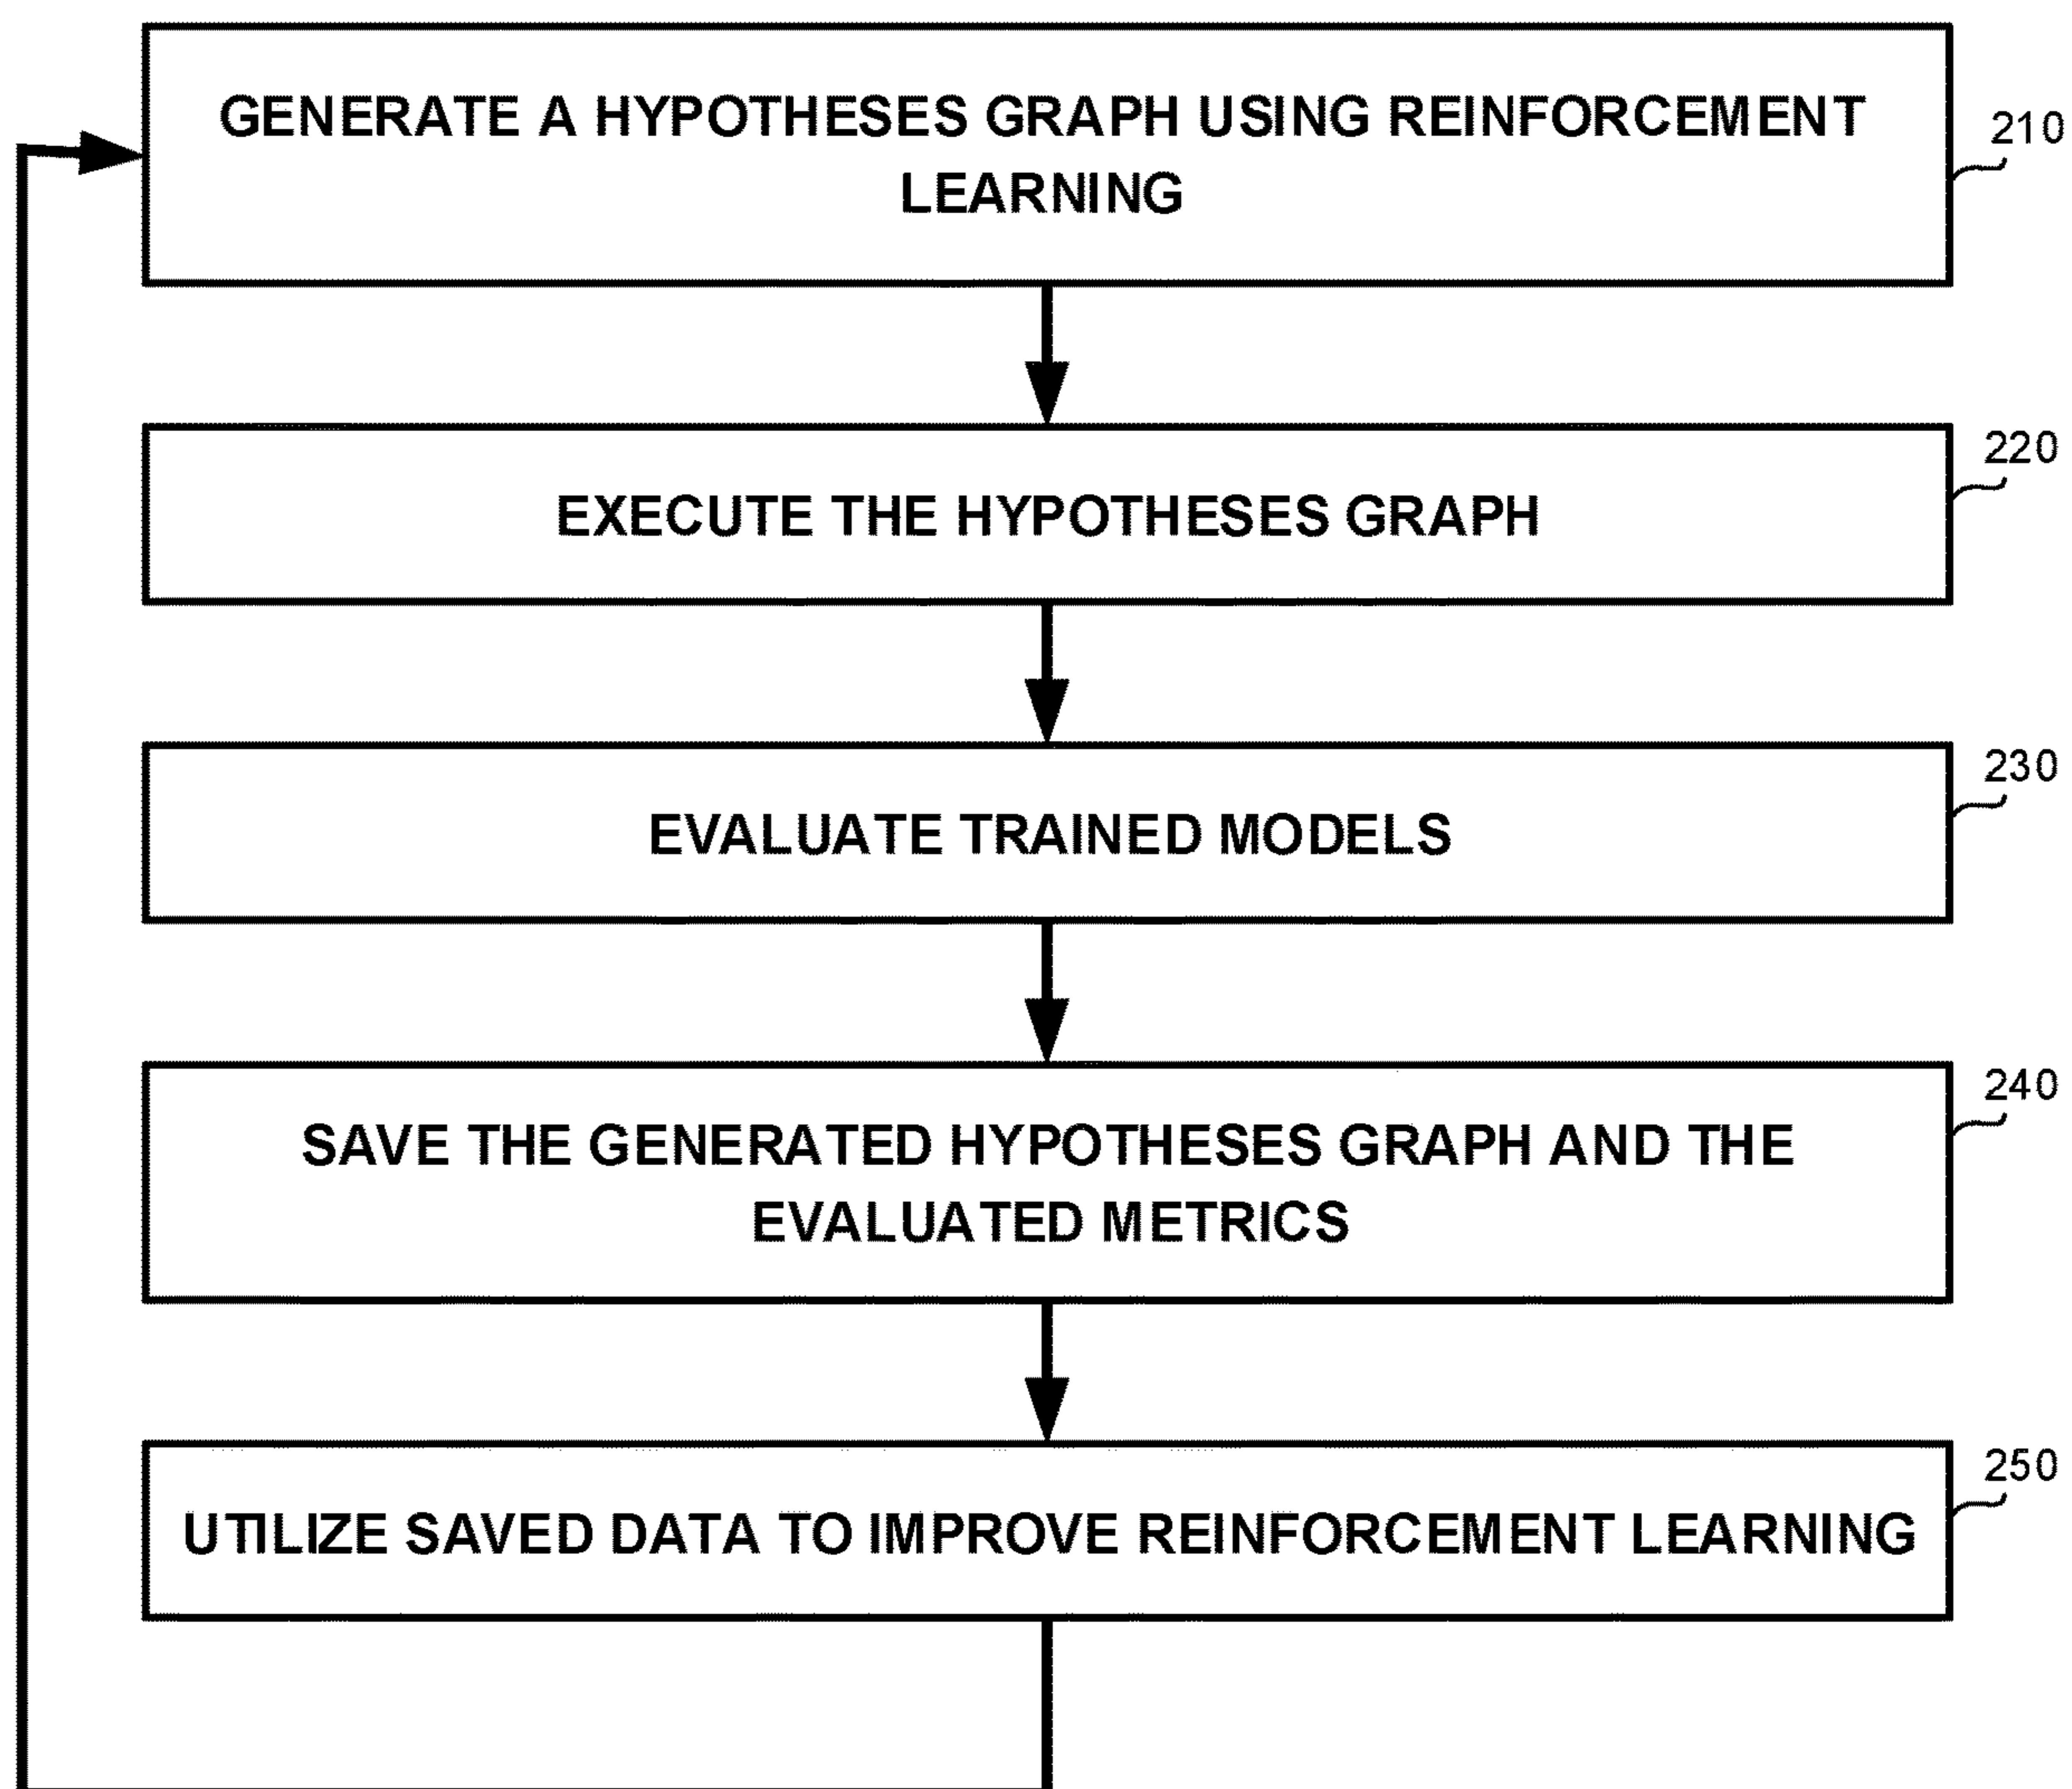 GENERATE A HYPOTHESES GRAPH USING REINFORCEMENT
LEARNING
210
EXECUTE THE HYPOTHESES GRAPH
220
EVALUATE TRAINED MODELS
230
SAVE THE GENERATED HYPOTHESES GRAPH AND THE
EVALUATED METRICS
240
UTILIZE SAVED DATA TO IMPROVE REINFORCEMENT LEARNING
250